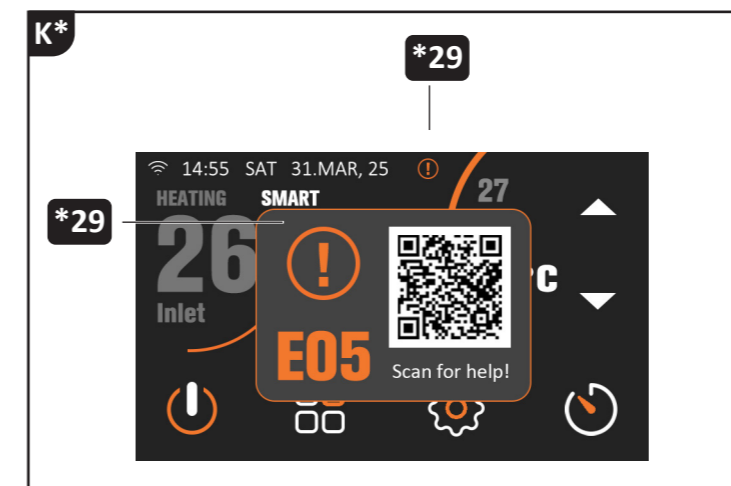 K*
*29
14:55 SAT 31.MAR, 25
HEATING SMART
27
*29
26
°C
Inlet
E05
Scan for help!